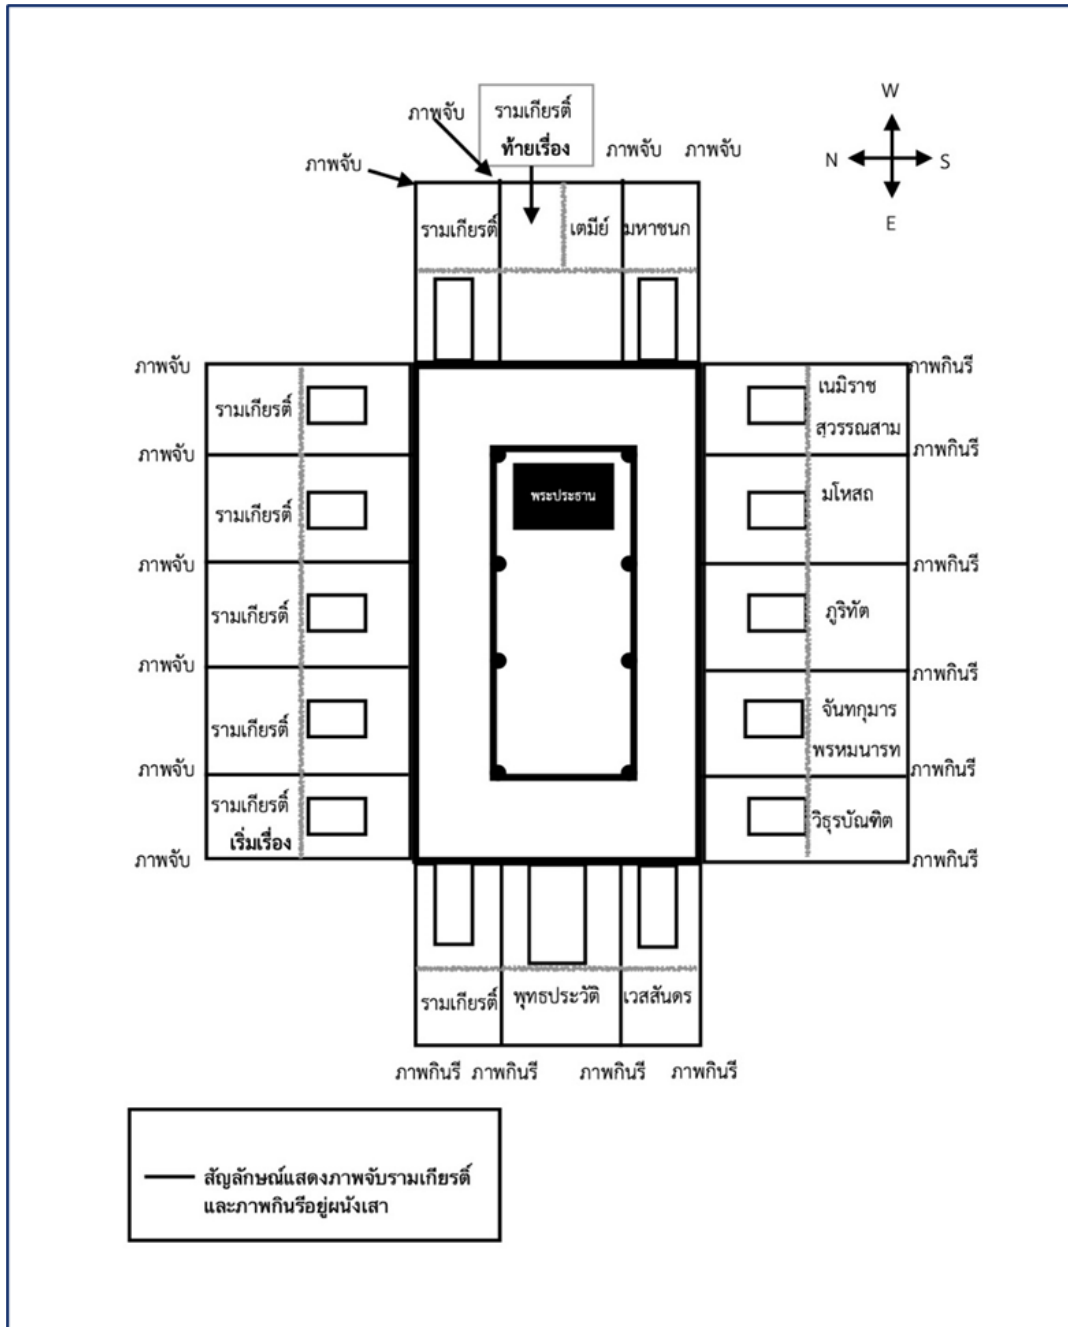 W
N
S
E
รามเกียรติ์
ท้ายเรื่อง
ภาพจับ
ภาพจับ
ภาพจับ
ภาพจับ
รามเกียรติ์
เตมีย์
มหาชนก
ภาพจับ
ภาพกินรี
รามเกียรติ์
เนมิราช
สุวรรณสาม
ภาพจับ
ภาพกินรี
พระประธาน
รามเกียรติ์
มโหสถ
ภาพจับ
ภาพกินรี
รามเกียรติ์
ภูริทัต
ภาพจับ
ภาพกินรี
รามเกียรติ์
จันทกุมาร
พรหมนารท
ภาพจับ
ภาพกินรี
รามเกียรติ์
เริ่มเรื่อง
วิธุรบัณฑิต
ภาพจับ
ภาพกินรี
รามเกียรติ์
พุทธประวัติ
เวสสันดร
ภาพกินรี
ภาพกินรี
ภาพกินรี
ภาพกินรี
สัญลักษณ์แสดงภาพจับรามเกียรติ์
และภาพกินรีอยู่ผนังเสา